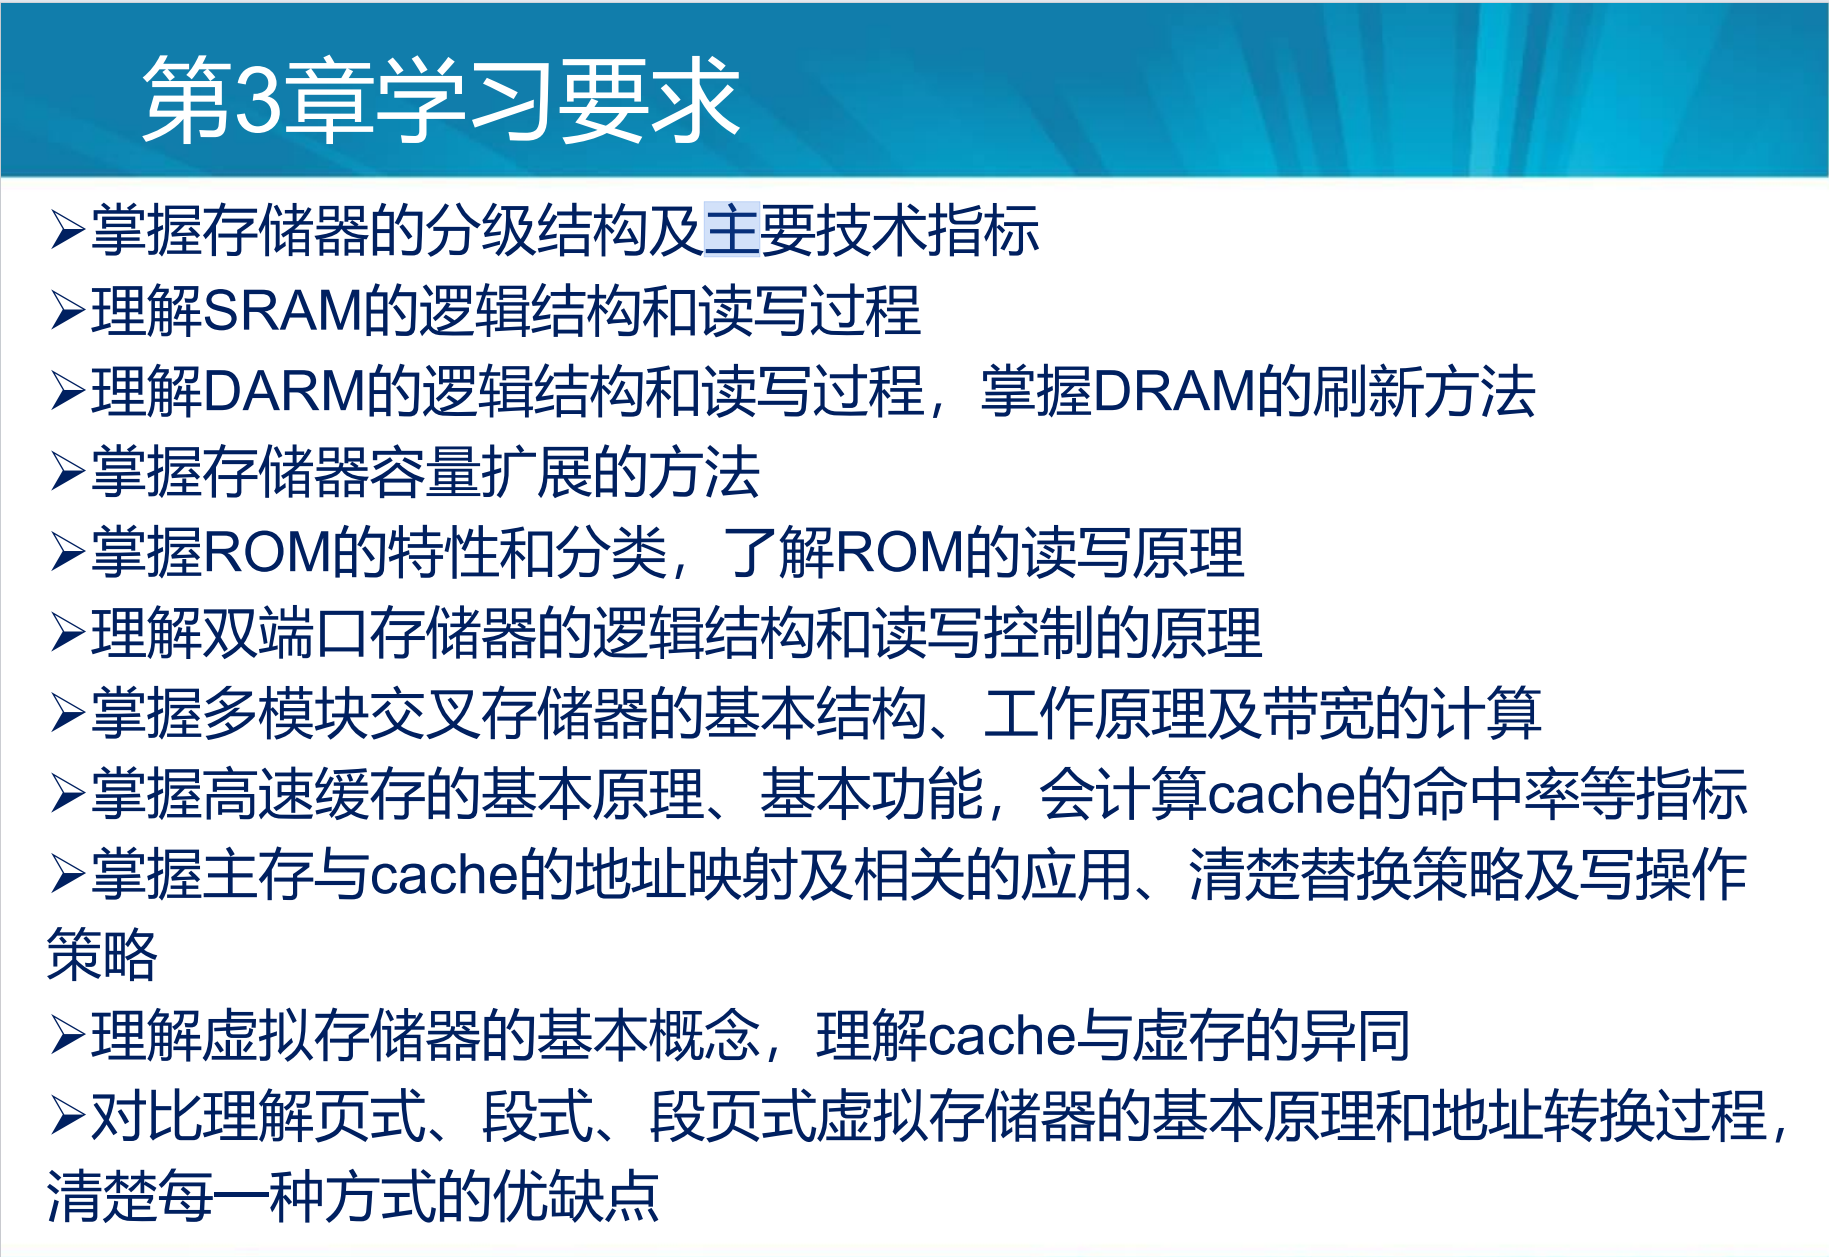 第3章学习要求
➢掌握存储器的分级结构及主要技术指标
➢理解SRAM的逻辑结构和读写过程
➢理解DARM的逻辑结构和读写过程，掌握DRAM的刷新方法
➢掌握存储器容量扩展的方法
➢掌握ROM的特性和分类，了解ROM的读写原理
➢理解双端口存储器的逻辑结构和读写控制的原理
➢掌握多模块交叉存储器的基本结构、工作原理及带宽的计算
➢掌握高速缓存的基本原理、基本功能，会计算cache的命中率等指标
➢掌握主存与cache的地址映射及相关的应用、清楚替换策略及写操作
策略
➢理解虚拟存储器的基本概念，理解cache与虚存的异同
➢对比理解页式、段式、段页式虚拟存储器的基本原理和地址转换过程，
清楚每一种方式的优缺点